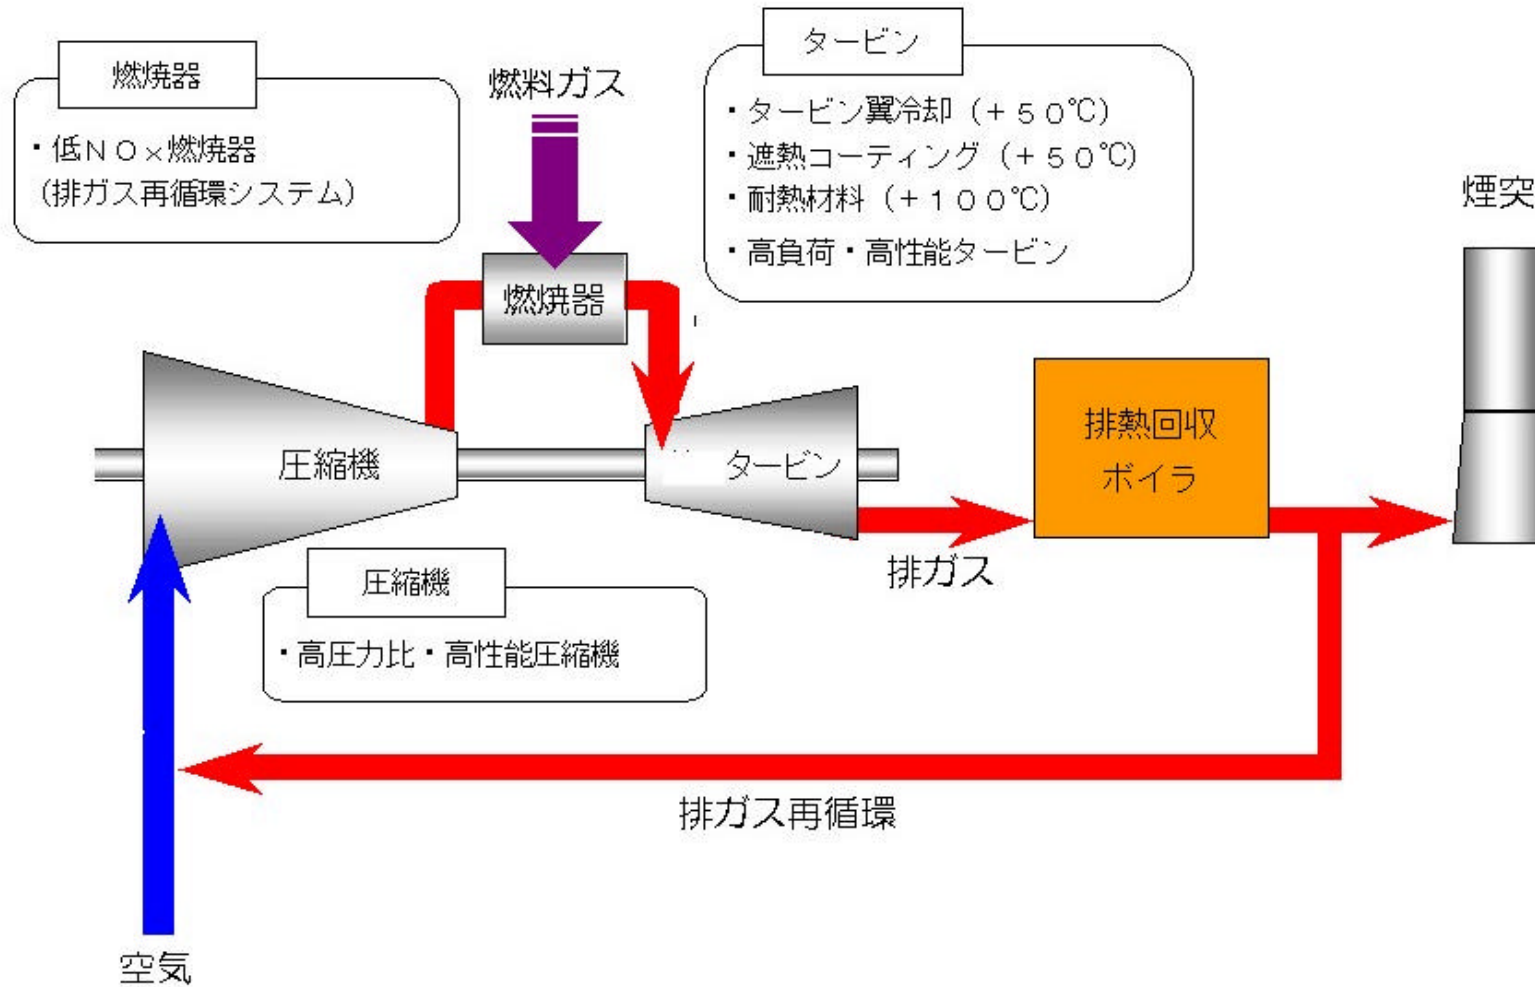 燃焼器
・低ＮＯ×燃焼器
(排ガス再循環システム)
燃料ガス
タービン
・タービン翼冷却（＋５０℃）
・遮熱コーティング（＋５０℃）
・耐熱材料（＋１００℃）
・高負荷・高性能タービン
煙突
燃焼器
圧縮機
タービン
排熱回収
ボイラ
排ガス
圧縮機
・高圧力比・高性能圧縮機
排ガス再循環
空気